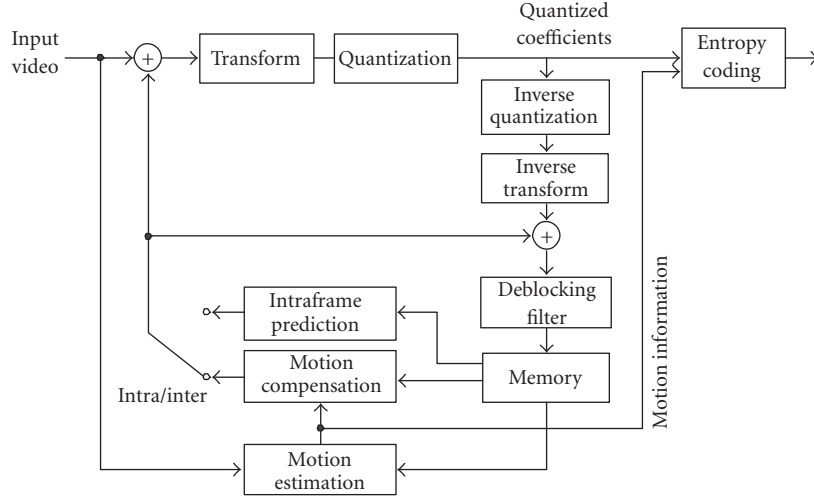 Input
video
+
Transform
Quantization
Quantized
coefficients
Entropy
coding
Inverse
quantization
Inverse
transform
+
Deblocking
filter
Intraframe
prediction
Motion
compensation
Memory
Intra/inter
Motion
estimation
Motion information